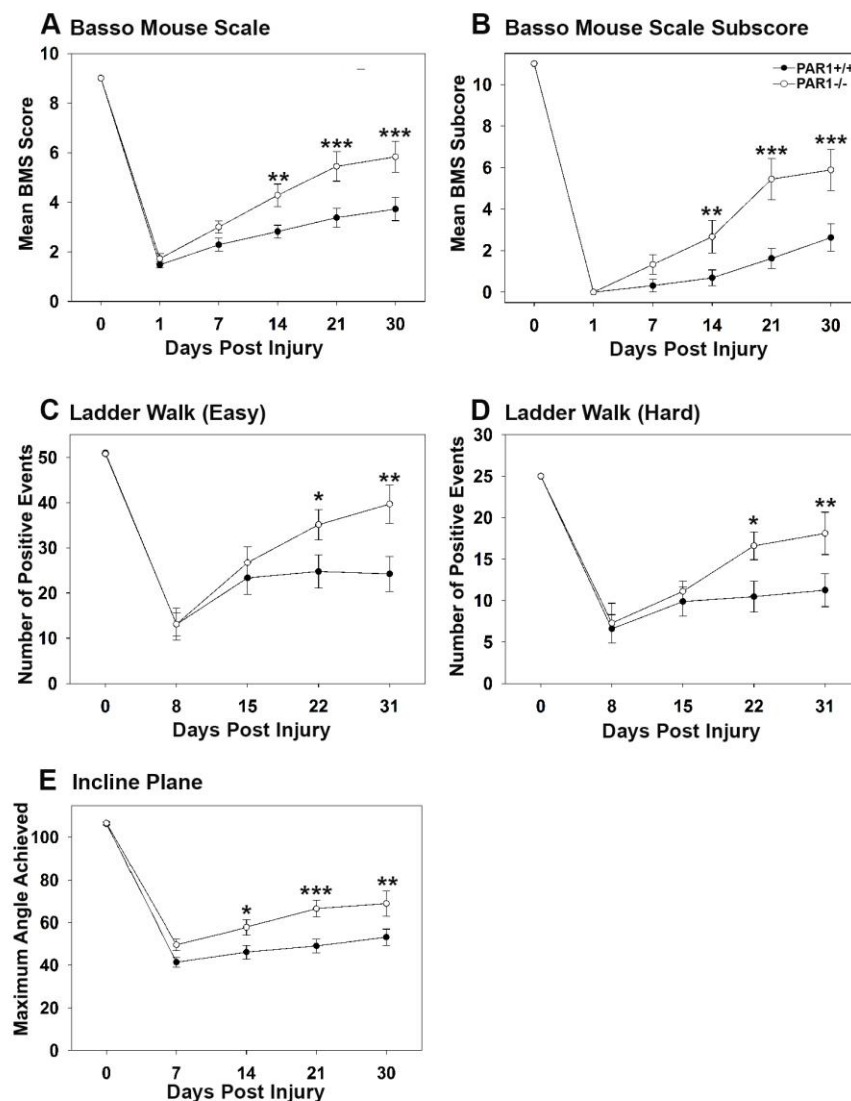 A Basso Mouse Scale
10
8
6
4
2
0
Mean BMS Score
**
***
***
0 1 7 14 21 30
Days Post Injury
B Basso Mouse Scale Subscore
PAR1+/+
PAR1-/-
10
8
6
4
2
0
Mean BMS Subcore
**
***
***
0 1 7 14 21 30
Days Post Injury
C Ladder Walk (Easy)
50
40
30
20
10
0
Number of Positive Events
*
**
0 8 15 22 31
Days Post Injury
D Ladder Walk (Hard)
30
25
20
15
10
5
0
Number of Positive Events
*
**
0 8 15 22 31
Days Post Injury
E Incline Plane
100
80
60
40
20
0
Maximum Angle Achieved
*
***
**
0 7 14 21 30
Days Post Injury